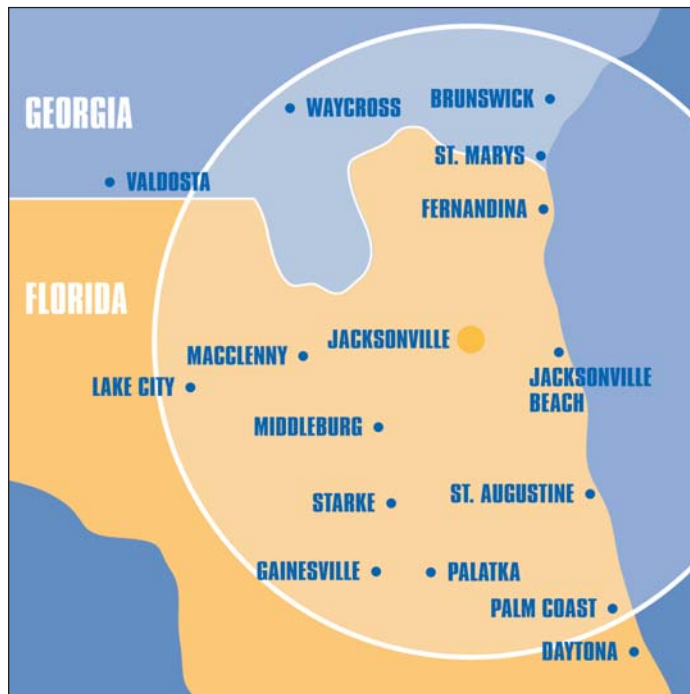 BRUNSWICK
WAYCROSS
GEORGIA
ST. MARYS
VALDOSTA
FERNANDINA
FLORIDA
JACKSONVILLE
MACCLENNY
JACKSONVILLE
BEACH
LAKE CITY
MIDDLEBURG
ST. AUGUSTINE
STARKE
GAINESVILLE
PALATKA
PALM COAST
DAYTONA